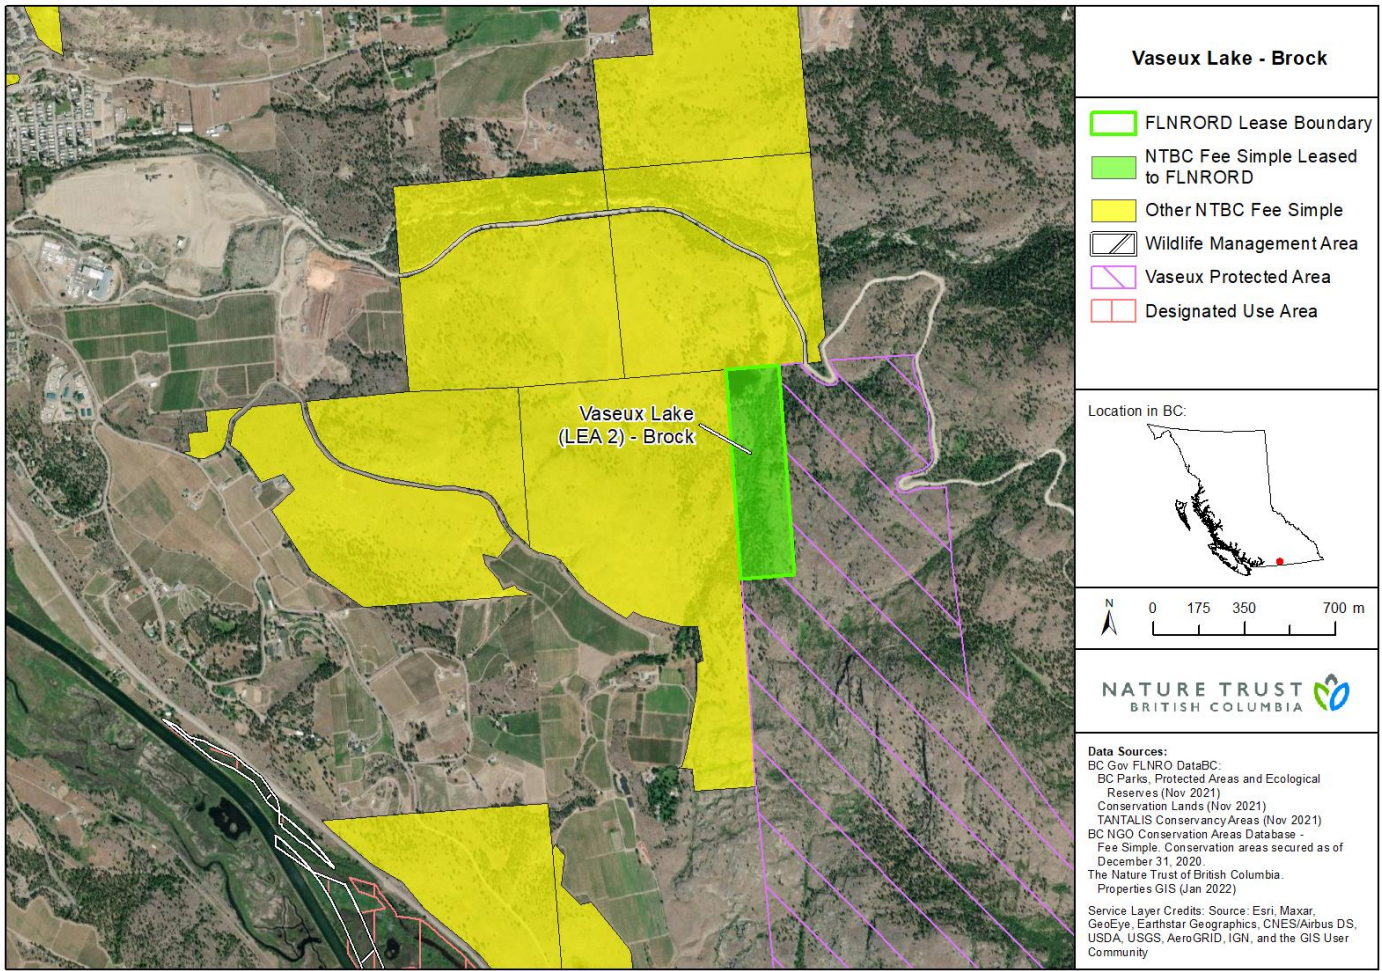 Vaseux Lake - Brock
FLNRORD Lease Boundary
NTBC Fee Simple Leased
to FLNRORD
Other NTBC Fee Simple
Wildlife Management Area
Vaseux Protected Area
Designated Use Area
Vaseux Lake
(LEA 2) - Brock
Location in BC:
N
0 175 350 700 m
NATURE TRUST
BRITISH COLUMBIA
Data Sources:
BC Gov FLNRO DataBC:
BC Parks, Protected Areas and Ecological
Reserves (Nov 2021)
Conservation Lands (Nov 2021)
TANTALIS Conservancy Areas (Nov 2021)
BC NGO Conservation Areas Database -
Fee Simple. Conservation areas secured as of
December 31, 2020.
The Nature Trust of British Columbia.
Properties GIS (Jan 2022)
Service Layer Credits: Source: Esri, Maxar,
GeoEye, Earthstar Geographics, CNES/Airbus DS,
USDA, USGS, AeroGRID, IGN, and the GIS User
Community